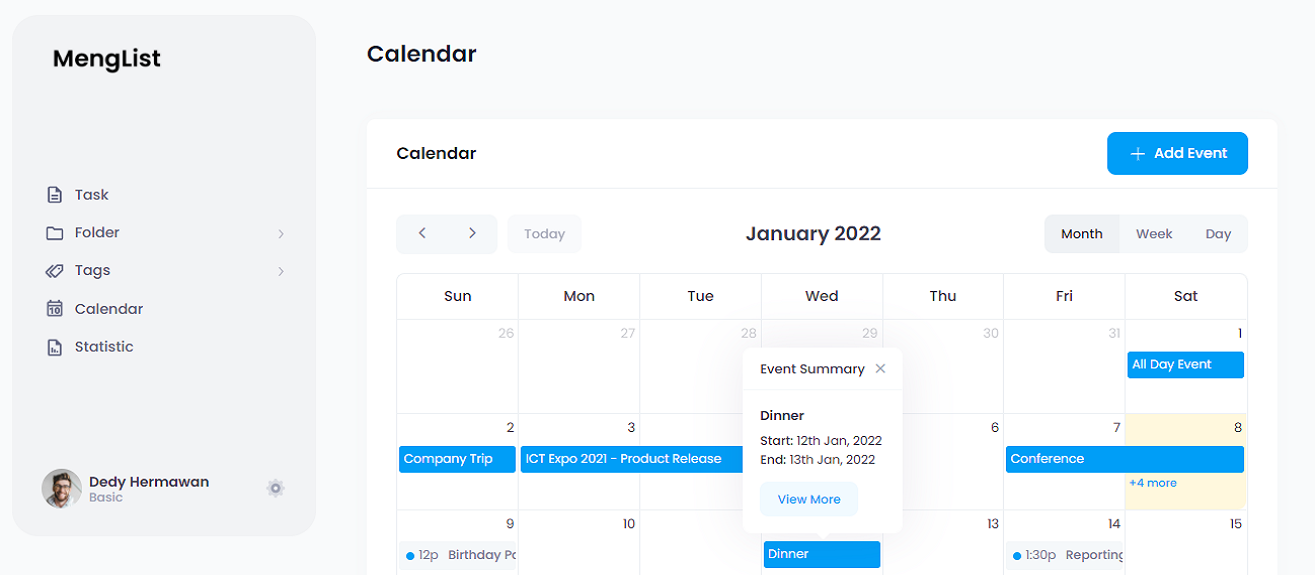 MengList
Task
Folder
Tags
Calendar
Statistic
Dedy Hermawan
Basic
Calendar
Calendar
+ Add Event
Today
January 2022
Month Week Day
Sun Mon Tue Wed Thu Fri Sat
26 27 28 29 30 31 1
All Day Event
Event Summary
Dinner
Start: 12th Jan, 2022
End: 13th Jan, 2022
View More
2 3 6 7 8
Company Trip ICT Expo 2021 - Product Release Conference
+4 more
9 10 13 14 15
12p Birthday Dinner 1:30p Reporting